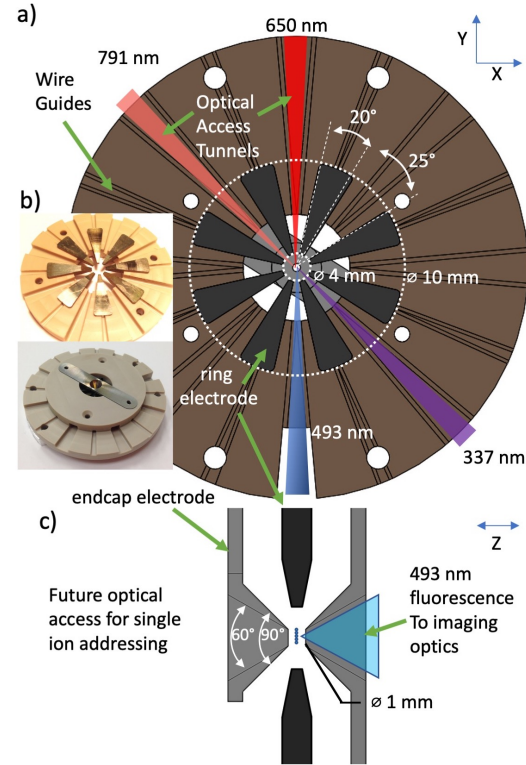 a)
650 nm
Y
X
791 nm
Wire
Guides
Optical
Access
Tunnels
20°
25°
b)
⌀ 4 mm
⌀ 10 mm
ring
electrode
493 nm
337 nm
endcap electrode
c)
Z
Future optical
access for single
ion addressing
60°
90°
493 nm
fluorescence
To imaging
optics
⌀ 1 mm